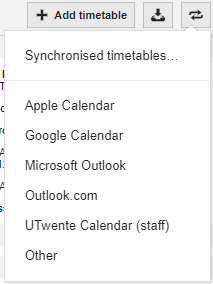 Add timetable
Synchronised timetables...
Apple Calendar
Google Calendar
Microsoft Outlook
Outlook.com
UTwente Calendar (staff)
Other